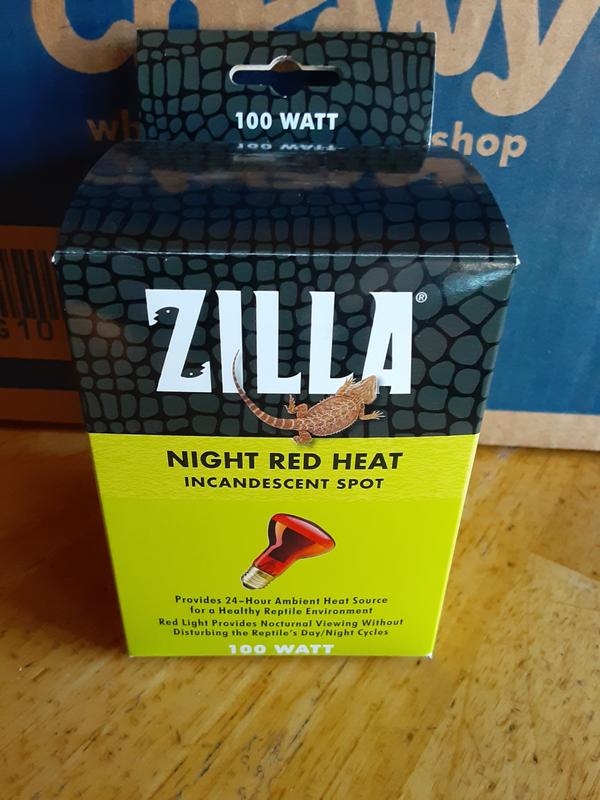 100 WATT
shop
G10
ZILLA®
NIGHT RED HEAT
INCANDESCENT SPOT
Provides 24-Hour Ambient Heat Source
for a Healthy Reptile Environment
Red Light Provides Nocturnal Viewing Without
Disturbing the Reptile's Day/Night Cycles
100 WATT